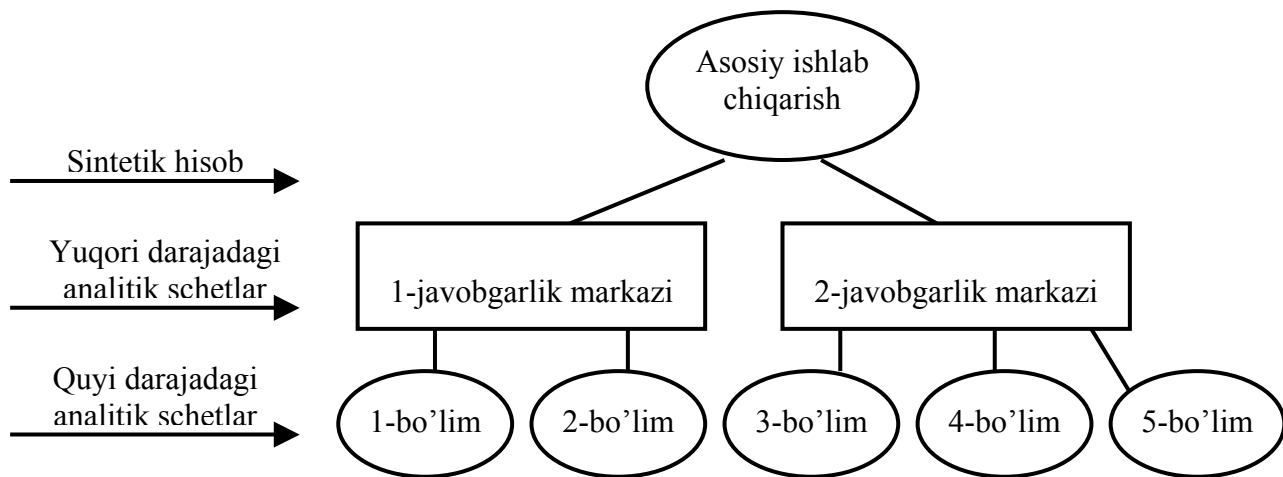 Asosiy ishlab
chiqarish
Sintetik hisob
Yuqori darajadagi
analitik schetlar
1-javobgarlik markazi
2-javobgarlik markazi
Quyi darajadagi
analitik schetlar
1-bo’lim
2-bo’lim
3-bo’lim
4-bo’lim
5-bo’lim